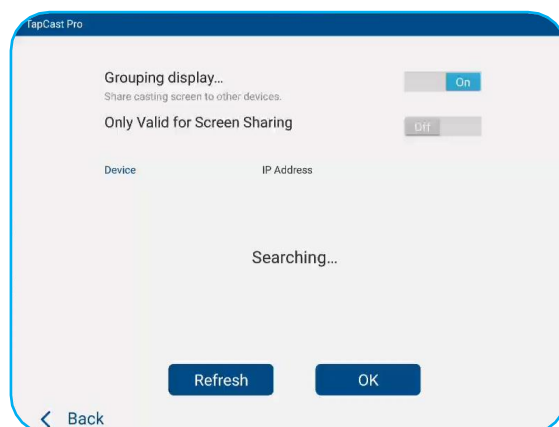 TapCast Pro
Grouping display...
On
Share casting screen to other devices.
Only Valid for Screen Sharing
Off
Device IP Address
Searching...
Refresh OK
Back